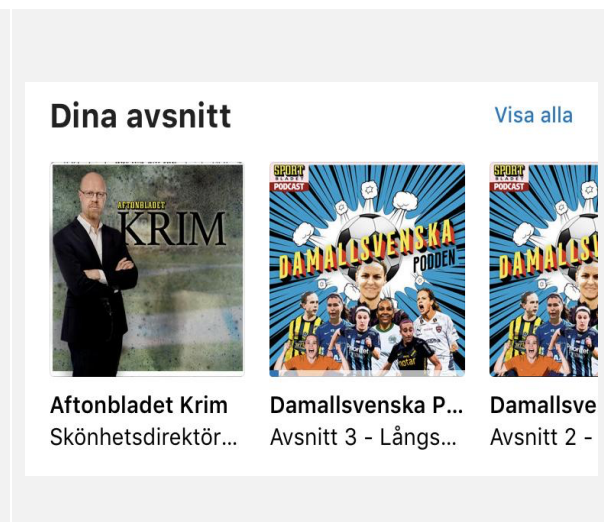 Dina avsnitt
Visa alla
AFTONBLADET
KRIM
SPORT
BLADET
PODCAST
DAMALLSVENSKA
PODDEN
SPORT
BLADET
PODCAST
Aftonbladet Krim
Skönhetsdirektör...
Damallsvenska P...
Avsnitt 3 - Långs...
Damallsve
Avsnitt 2 -